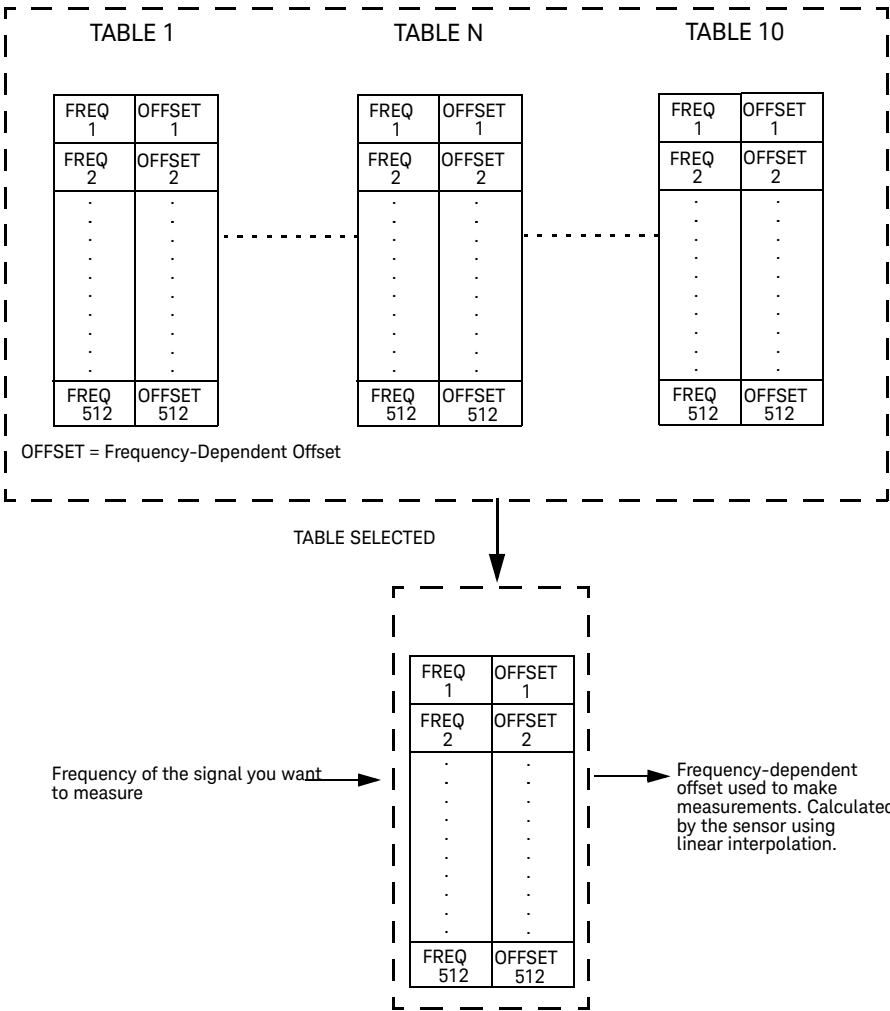 TABLE 1
TABLE N
TABLE 10
FREQ 1
OFFSET 1
FREQ 2
OFFSET 2
FREQ 512
OFFSET 512
FREQ 1
OFFSET 1
FREQ 2
OFFSET 2
FREQ 512
OFFSET 512
FREQ 1
OFFSET 1
FREQ 2
OFFSET 2
FREQ 512
OFFSET 512
OFFSET = Frequency-Dependent Offset
TABLE SELECTED
FREQ 1
OFFSET 1
FREQ 2
OFFSET 2
FREQ 512
OFFSET 512
Frequency of the signal you want
to measure
Frequency-dependent
offset used to make
measurements. Calculated
by the sensor using
linear interpolation.